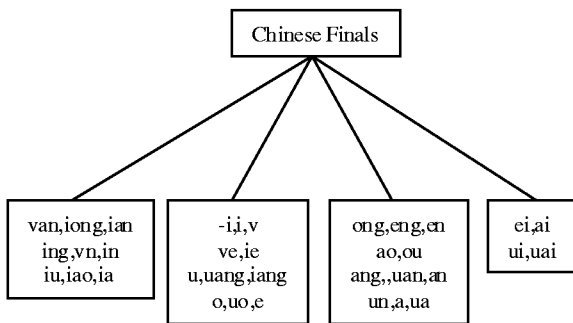 Chinese Finals
van,iong,ian
ing,vn,in
iu,iao,ia
-i,i,v
ve,ie
u,uang,iang
o,uo,e
ong,eng,en
ao,ou
ang,,uan,an
un,a,ua
ei,ai
ui,uai